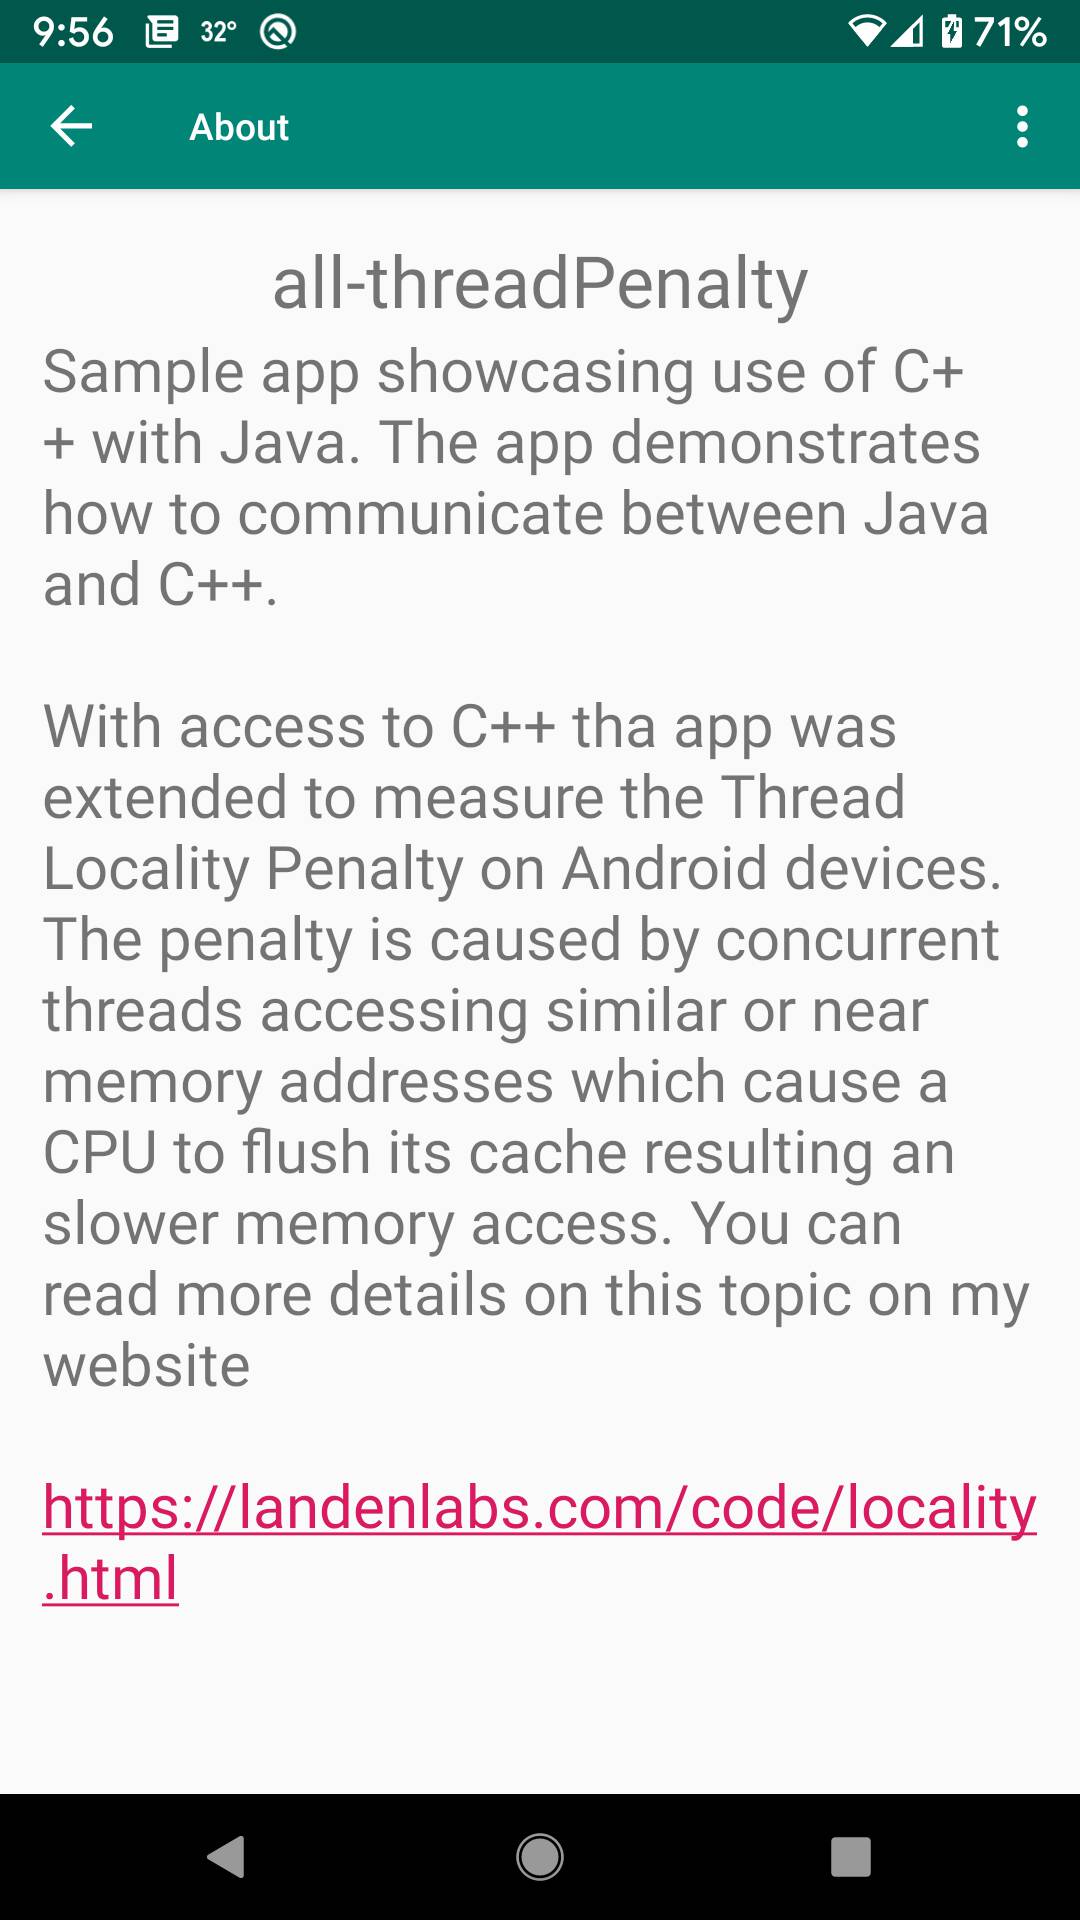 9:56 32° 71%
About
all-threadPenalty
Sample app showcasing use of C+
+ with Java. The app demonstrates
how to communicate between Java
and C++.
With access to C++ tha app was
extended to measure the Thread
Locality Penalty on Android devices.
The penalty is caused by concurrent
threads accessing similar or near
memory addresses which cause a
CPU to flush its cache resulting an
slower memory access. You can
read more details on this topic on my
website
https://landenlabs.com/code/locality
.html